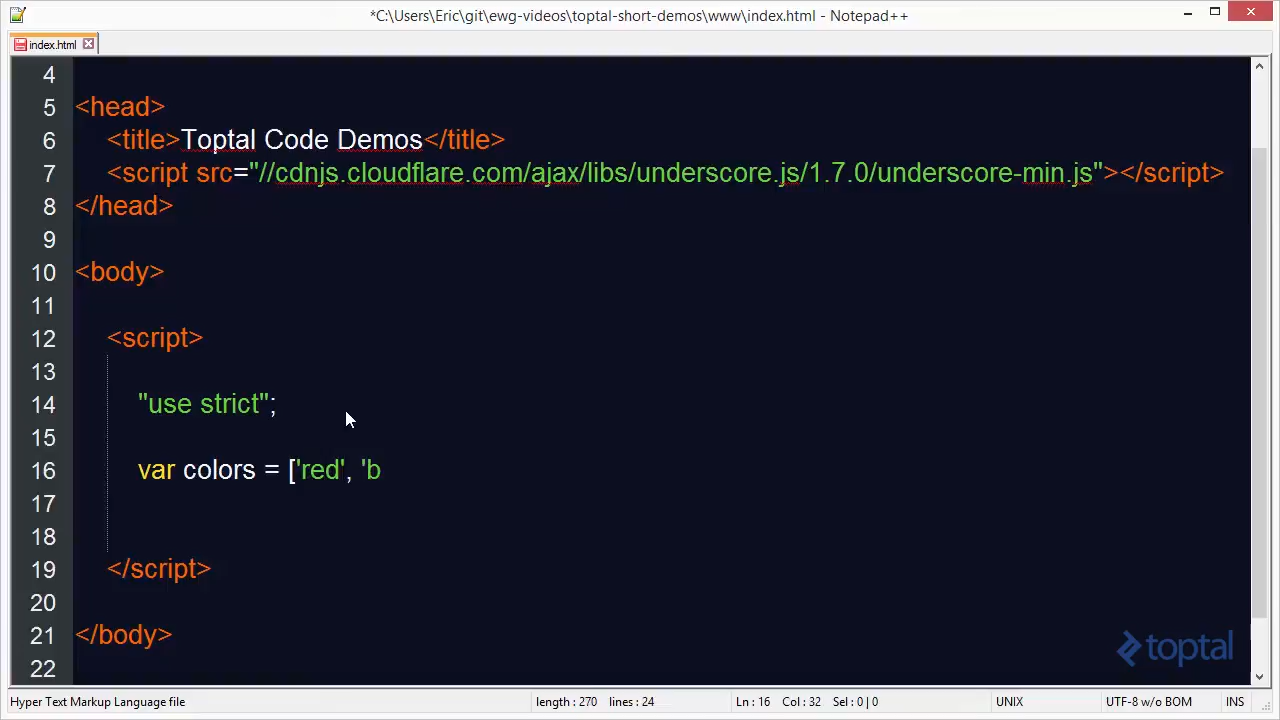 *C:\Users\Eric\git\ewg-videos\toptal-short-demos\www\index.html - Notepad++
index.html
4
5 <head>
6 <title>Toptal Code Demos</title>
7 <script src="//cdnjs.cloudflare.com/ajax/libs/underscore.js/1.7.0/underscore-min.js"></script>
8 </head>
9
10 <body>
11
12 <script>
13
14 "use strict";
15
16 var colors = ['red', 'b
17
18
19 </script>
20
21 </body>
22
toptal
Hyper Text Markup Language file length : 270 lines : 24 Ln : 16 Col : 32 Sel : 0 | 0 UNIX UTF-8 w/o BOM INS